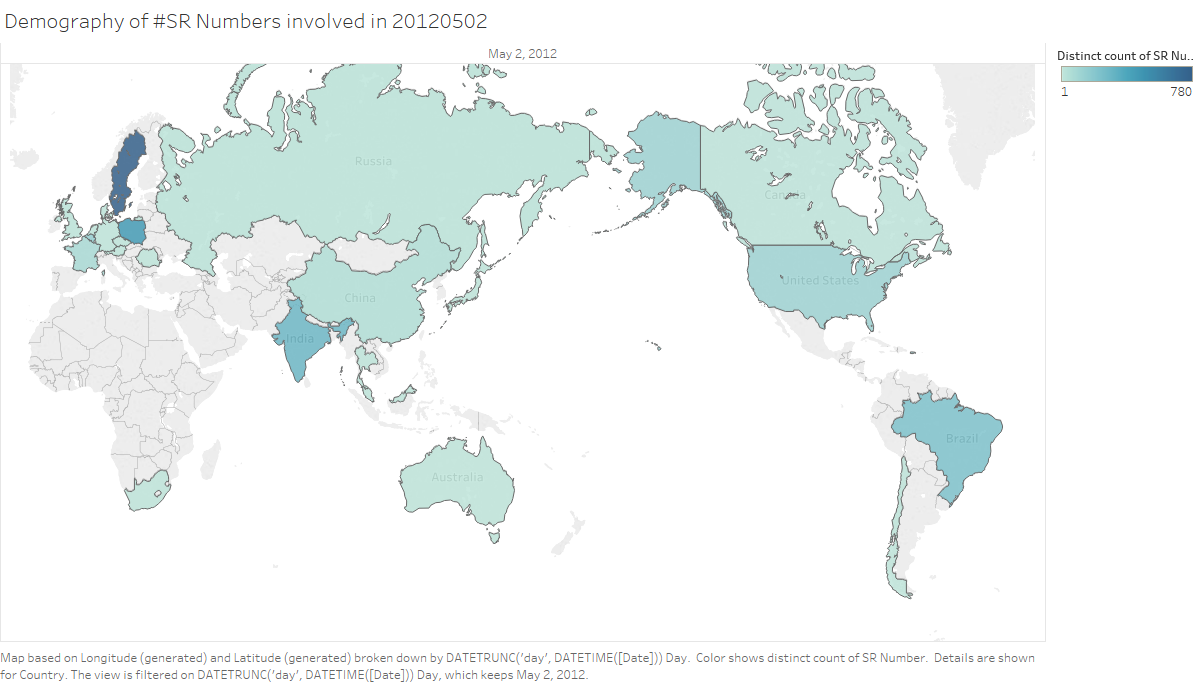 Demography of #SR Numbers involved in 20120502
May 2, 2012
Distinct count of SR Nu..
1 780
Russia
Canada
United States
China
India
Brazil
Australia
Map based on Longitude (generated) and Latitude (generated) broken down by DATETRUNC('day', DATETIME([Date])) Day.  Color shows distinct count of SR Number.  Details are shown
for Country. The view is filtered on DATETRUNC('day', DATETIME([Date])) Day, which keeps May 2, 2012.